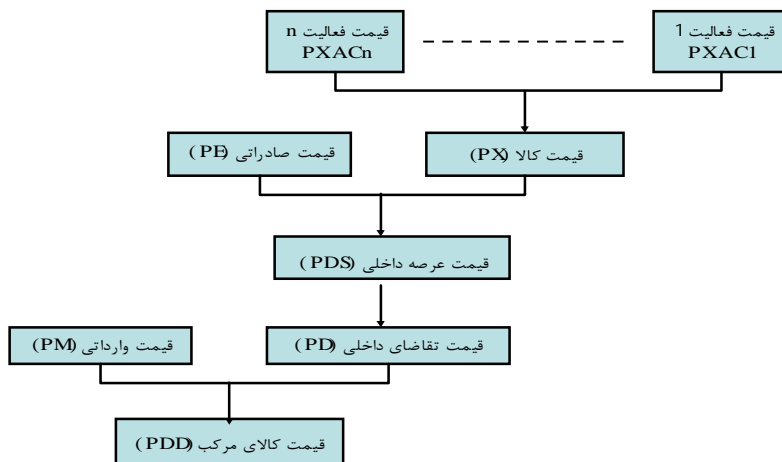 قیمت فعالیت 1
PXAC1
قیمت فعالیت n
PXACn
قیمت کالا (PX)
قیمت صادراتی (PE)
قیمت عرصه داخلی (PDS)
قیمت تقاضای داخلی (PD)
قیمت وارداتی (PM)
قیمت کالای مرکب (PDD)